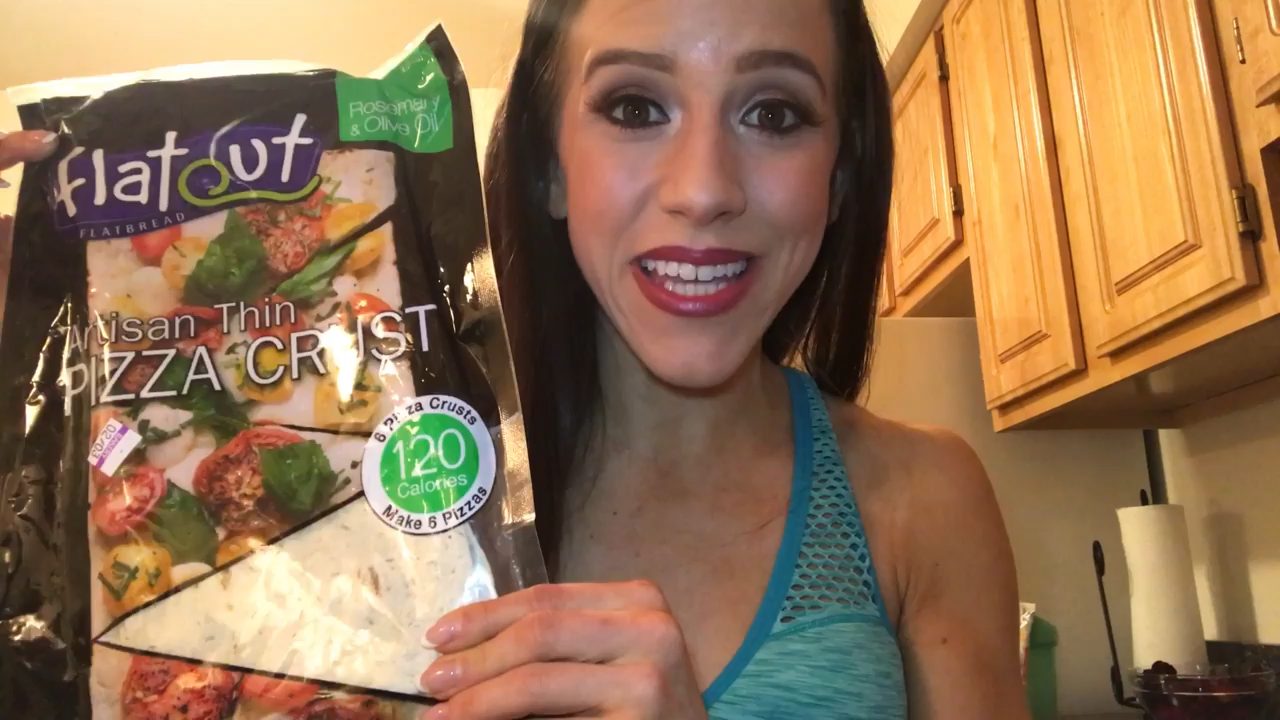 Rosemary
& Olive Oil
flatout
FLATBREAD
Artisan Thin
PIZZA CRUST
6 Pizza Crusts
120
Calories
Make 6 Pizzas